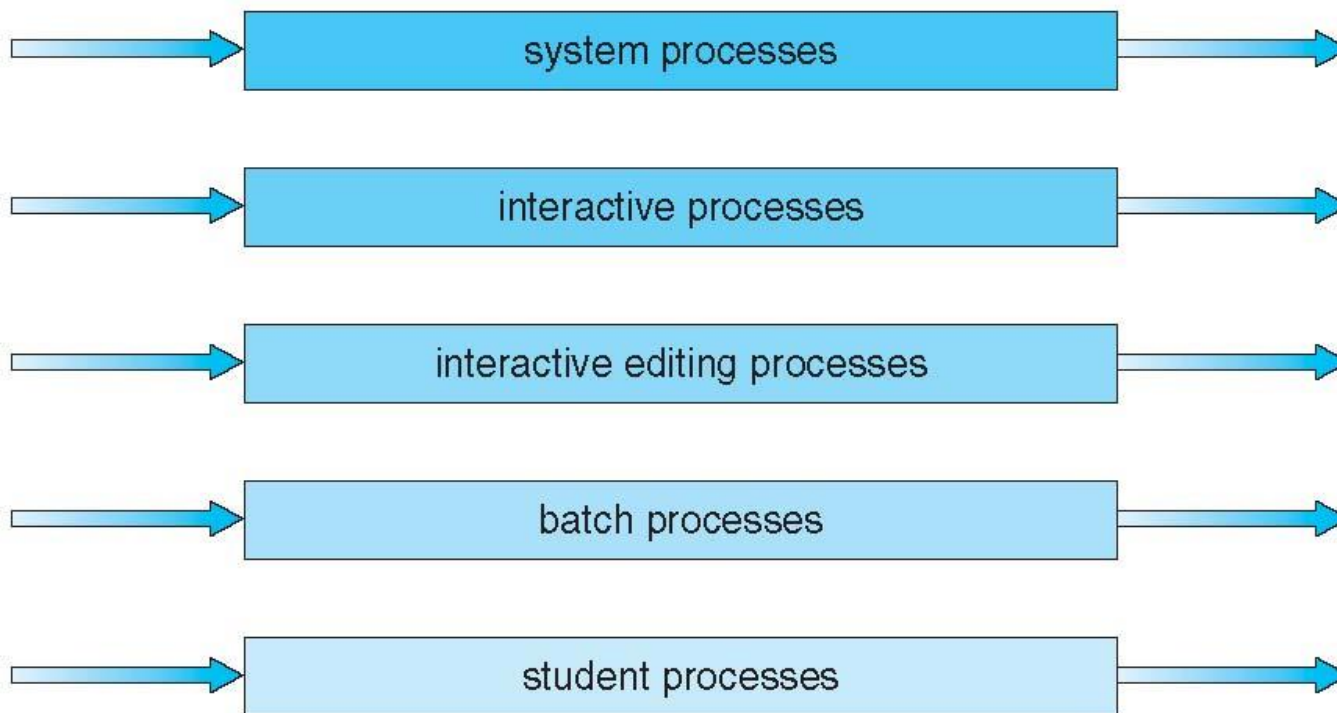 system processes
interactive processes
interactive editing processes
batch processes
student processes